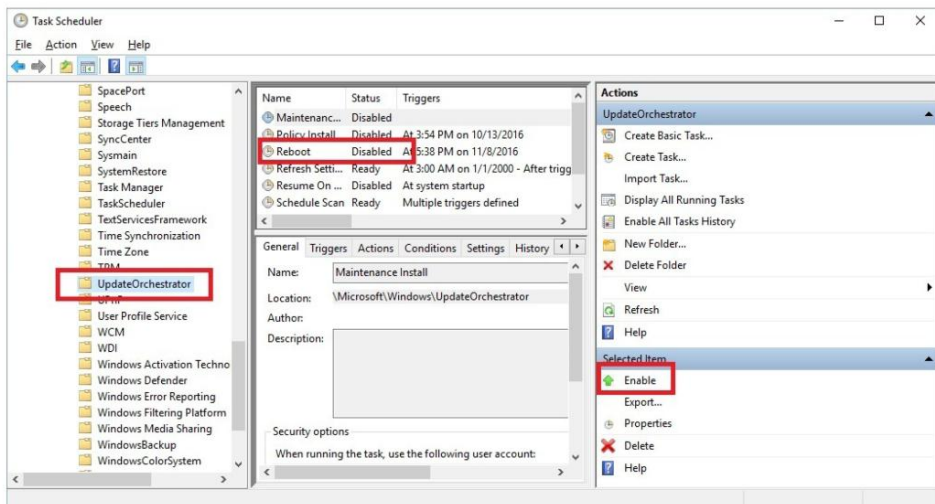 Task Scheduler
File Action View Help
SpacePort
Speech
Storage Tiers Management
SyncCenter
Sysmain
SystemRestore
Task Manager
TaskScheduler
TextServicesFramework
Time Synchronization
Time Zone
TPM
UpdateOrchestrator
UPnP
User Profile Service
WCM
WDI
Windows Activation Techno
Windows Defender
Windows Error Reporting
Windows Filtering Platform
Windows Media Sharing
WindowsBackup
WindowsColorSystem
Name Status Triggers
Maintenanc... Disabled
Policy Install Disabled At 3:54 PM on 10/13/2016
Reboot Disabled At 5:38 PM on 11/8/2016
Refresh Setti... Ready At 3:00 AM on 1/1/2000 - After trigg
Resume On ... Disabled At system startup
Schedule Scan Ready Multiple triggers defined
General Triggers Actions Conditions Settings History
Name: Maintenance Install
Location: \Microsoft\Windows\UpdateOrchestrator
Author:
Description:
Security options
When running the task, use the following user account:
Actions
UpdateOrchestrator
Create Basic Task...
Create Task...
Import Task...
Display All Running Tasks
Enable All Tasks History
New Folder...
Delete Folder
View
Refresh
Help
Selected Item
Enable
Export...
Properties
Delete
Help